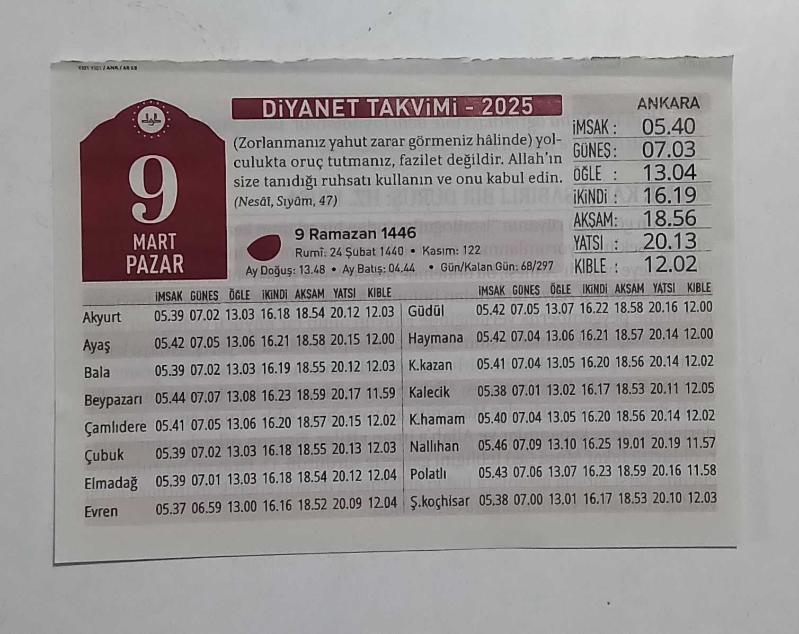 DİYANET TAKVİMİ - 2025
9
MART
PAZAR
(Zorlanmanız yahut zarar görmeniz hâlinde) yol-
culukta oruç tutmanız, fazilet değildir. Allah'ın
size tanıdığı ruhsatı kullanın ve onu kabul edin.
(Nesâî, Sıyâm, 47)
9 Ramazan 1446
Rumî: 24 Şubat 1440 • Kasım: 122
Ay Doğuş: 13.48 • Ay Batış: 04.44 • Gün/Kalan Gün: 68/297
ANKARA
İMSAK : 05.40
GÜNEŞ : 07.03
ÖĞLE : 13.04
İKİNDİ : 16.19
AKŞAM: 18.56
YATSI : 20.13
KIBLE : 12.02
İMSAK GÜNEŞ ÖĞLE İKİNDİ AKŞAM YATSI KIBLE
Akyurt 05.39 07.02 13.03 16.18 18.54 20.12 12.03
Ayaş 05.42 07.05 13.06 16.21 18.58 20.15 12.00
Bala 05.39 07.02 13.03 16.19 18.55 20.12 12.03
Beypazarı 05.44 07.07 13.08 16.23 18.59 20.17 11.59
Çamlıdere 05.41 07.05 13.06 16.20 18.57 20.15 12.02
Çubuk 05.39 07.02 13.03 16.18 18.55 20.13 12.03
Elmadağ 05.39 07.01 13.03 16.18 18.54 20.12 12.04
Evren 05.37 06.59 13.00 16.16 18.52 20.09 12.04
İMSAK GÜNEŞ ÖĞLE İKİNDİ AKŞAM YATSI KIBLE
Güdül 05.42 07.05 13.07 16.22 18.58 20.16 12.00
Haymana 05.42 07.04 13.06 16.21 18.57 20.14 12.00
K.kazan 05.41 07.04 13.05 16.20 18.56 20.14 12.02
Kalecik 05.38 07.01 13.02 16.17 18.53 20.11 12.05
K.hamam 05.40 07.04 13.05 16.20 18.56 20.14 12.02
Nallıhan 05.46 07.09 13.10 16.25 19.01 20.19 11.57
Polatlı 05.43 07.06 13.07 16.23 18.59 20.16 11.58
Ş.koçhisar 05.38 07.00 13.01 16.17 18.53 20.10 12.03